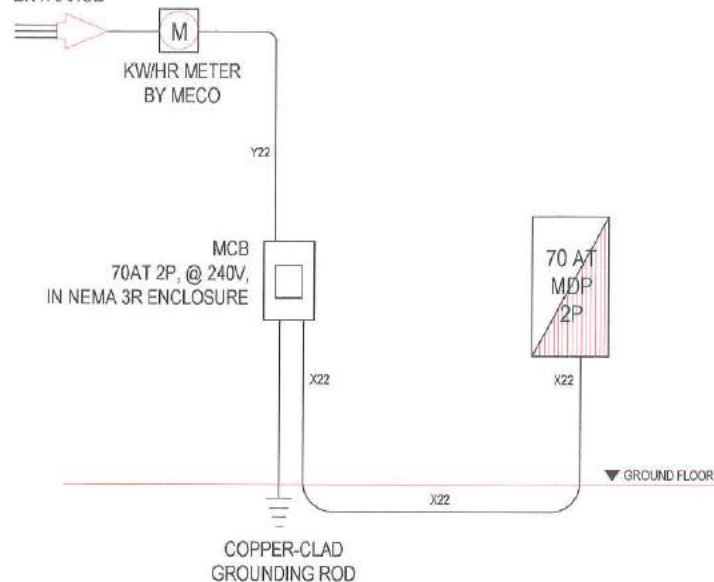 M
KW/HR METER
BY MECO
Y22
MCB
70AT 2P, @ 240V,
IN NEMA 3R ENCLOSURE
70 AT
MDP
2P
X22
X22
GROUND FLOOR
X22
COPPER-CLAD
GROUNDING ROD